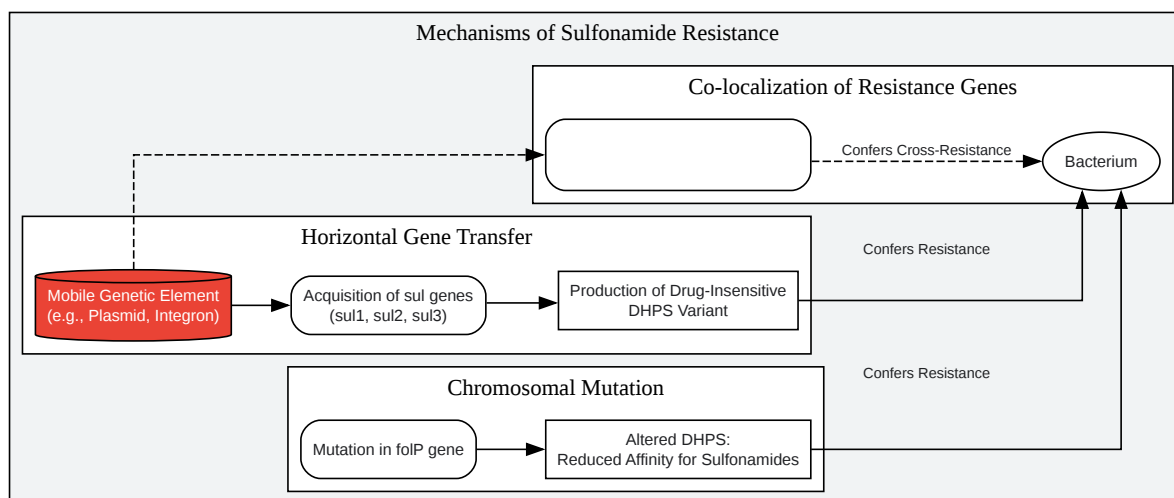 Mechanisms of Sulfonamide Resistance
Co-localization of Resistance Genes
Confers Cross-Resistance
Bacterium
Horizontal Gene Transfer
Confers Resistance
Mobile Genetic Element
(e.g., Plasmid, Integron)
Acquisition of sul genes
(sul1, sul2, sul3)
Production of Drug-Insensitive
DHPS Variant
Confers Resistance
Chromosomal Mutation
Mutation in folP gene
Altered DHPS:
Reduced Affinity for Sulfonamides